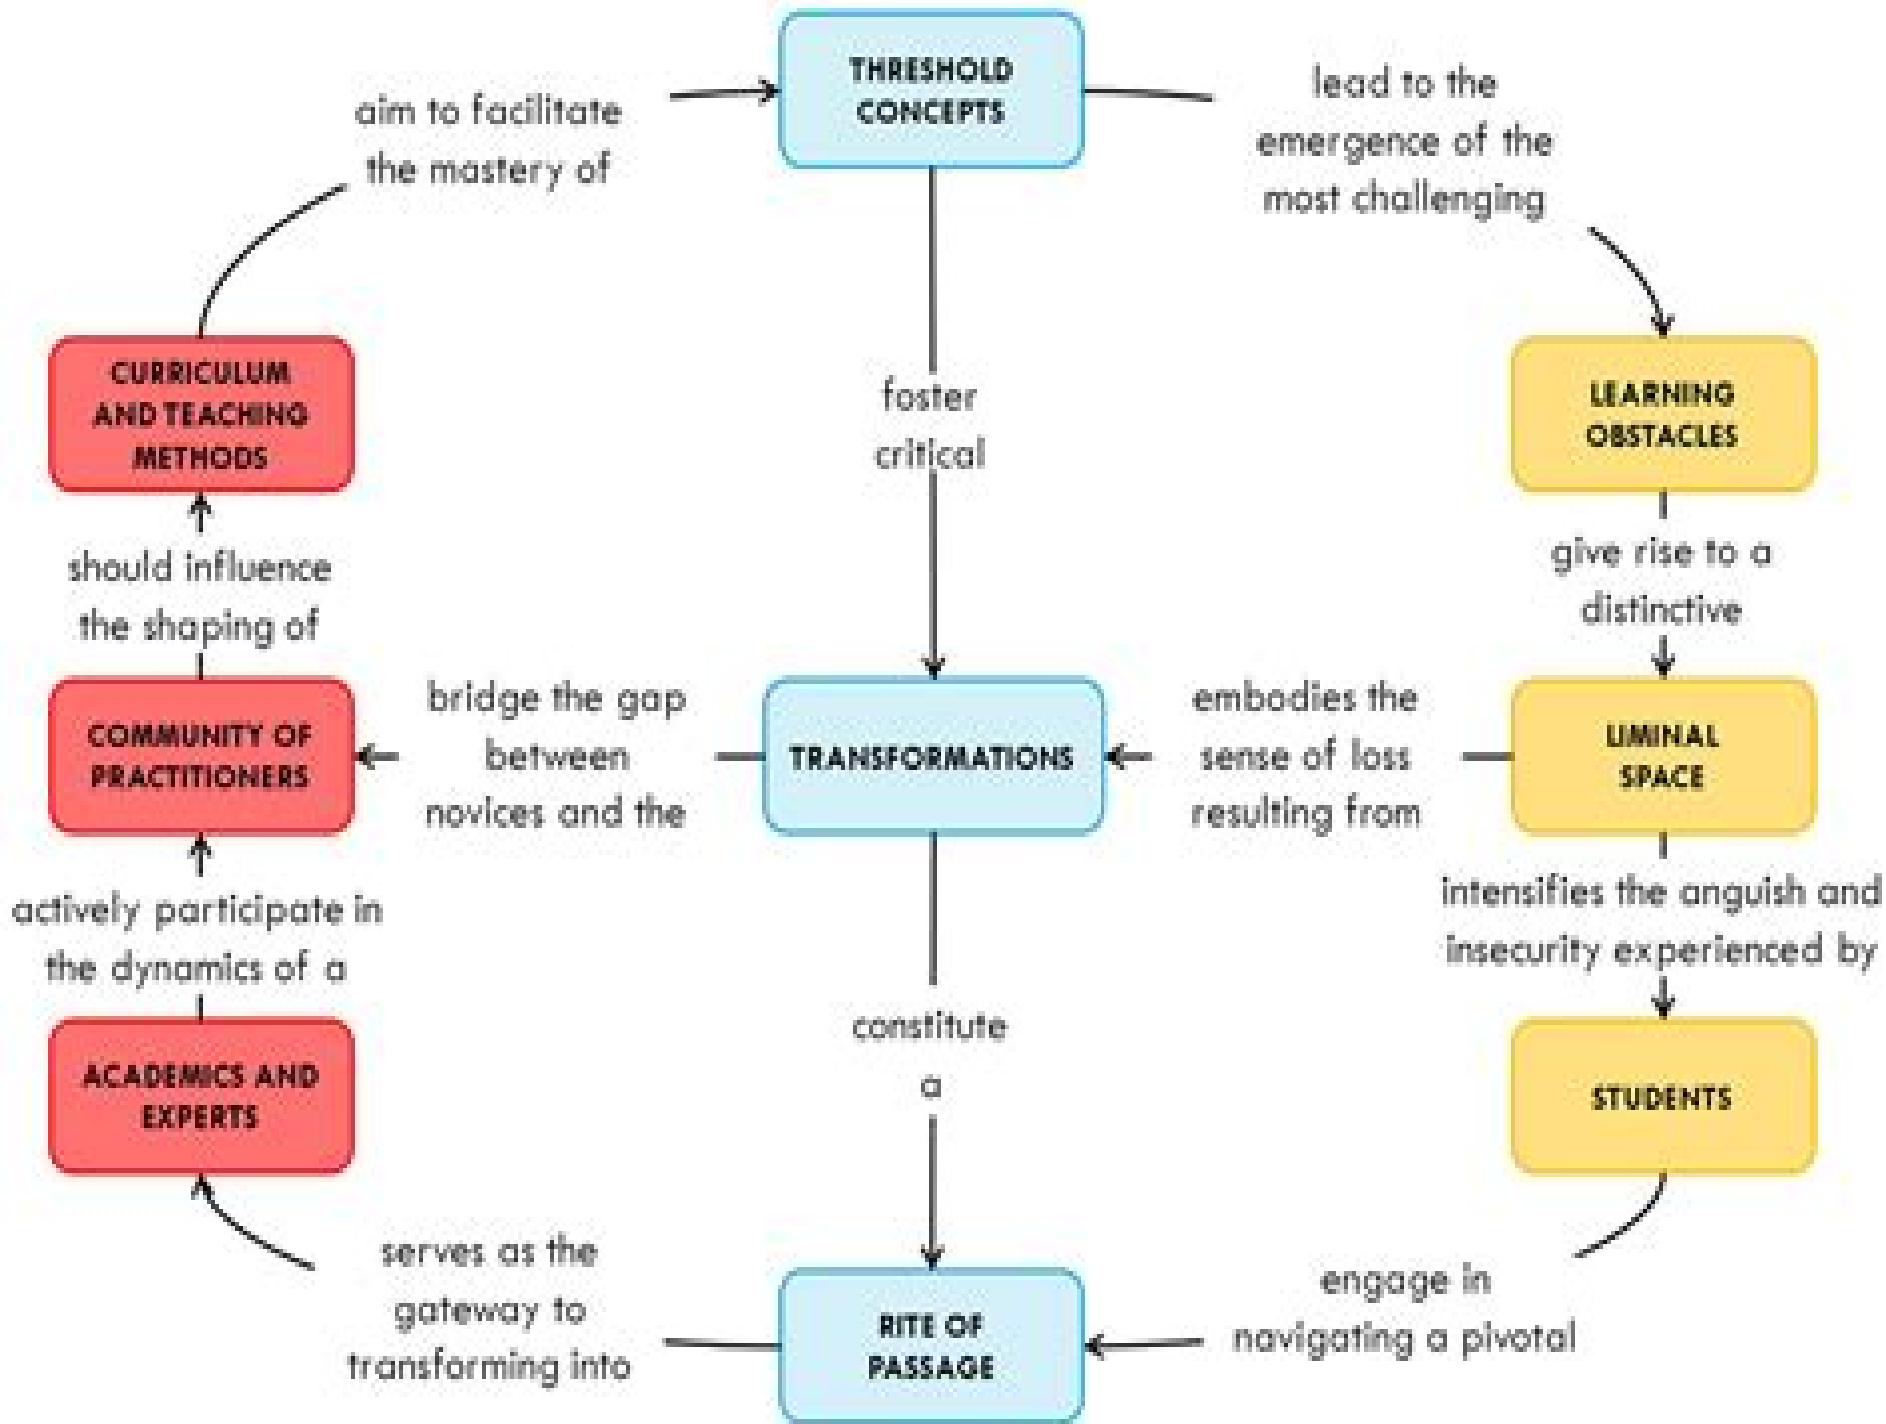 THRESHOLD
CONCEPTS
aim to facilitate
the mastery of
lead to the
emergence of the
most challenging
CURRICULUM
AND TEACHING
METHODS
foster
critical
LEARNING
OBSTACLES
should influence
the shaping of
give rise to a
distinctive
COMMUNITY OF
PRACTITIONERS
bridge the gap
between
novices and the
TRANSFORMATIONS
embodies the
sense of loss
resulting from
LIMINAL
SPACE
actively participate in
the dynamics of a
intensifies the anguish and
insecurity experienced by
ACADEMICS AND
EXPERTS
constitute
a
STUDENTS
serves as the
gateway to
transforming into
RITE OF
PASSAGE
engage in
navigating a pivotal